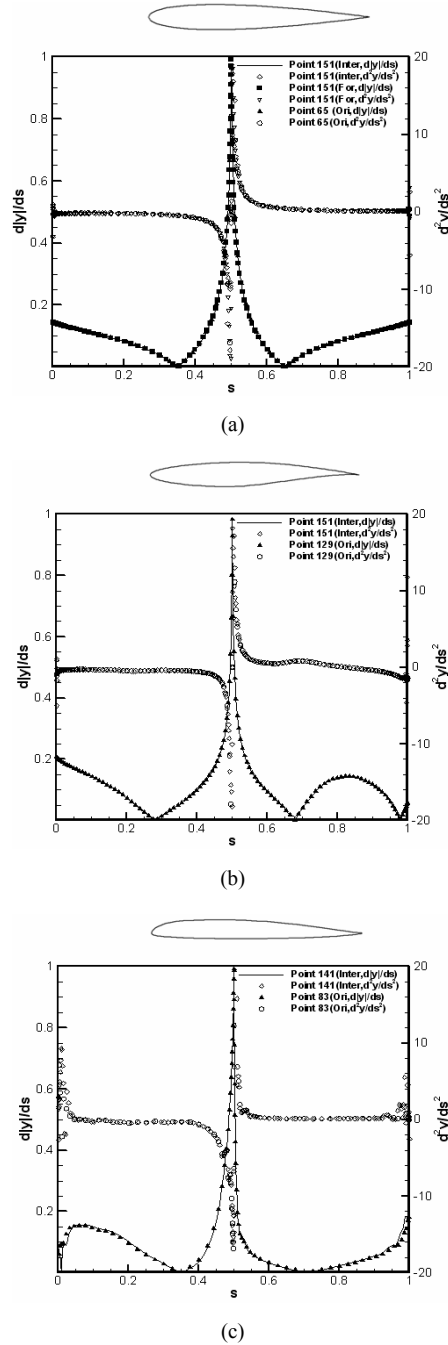 Point 151(Inter,d|y|/ds)
Point 151(inter,d²y/ds²)
Point 151(For,d|y|/ds)
Point 151(For,d²y/ds²)
Point 65 (Ori,d|y|/ds)
Point 65(Ori,d²y/ds²)
d|y|/ds
1
0.8
0.6
0.4
0.2
20
10
0
-10
-20
d²y/ds²
0
0.2
0.4
0.6
0.8
1
s
(a)
Point 151(Inter,d|y|/ds)
Point 151(Inter,d²y/ds²)
Point 129(Ori,d|y|/ds)
Point 129(Ori,d²y/ds²)
d|y|/ds
1
0.8
0.6
0.4
0.2
20
10
0
-10
-20
d²y/ds²
0
0.2
0.4
0.6
0.8
1
s
(b)
Point 141(Inter,d|y|/ds)
Point 141(Inter,d²y/ds²)
Point 83(Ori,d|y|/ds)
Point 83(Ori,d²y/ds²)
d|y|/ds
1
0.8
0.6
0.4
0.2
20
10
0
-10
-20
d²y/ds²
0
0.2
0.4
0.6
0.8
1
s
(c)